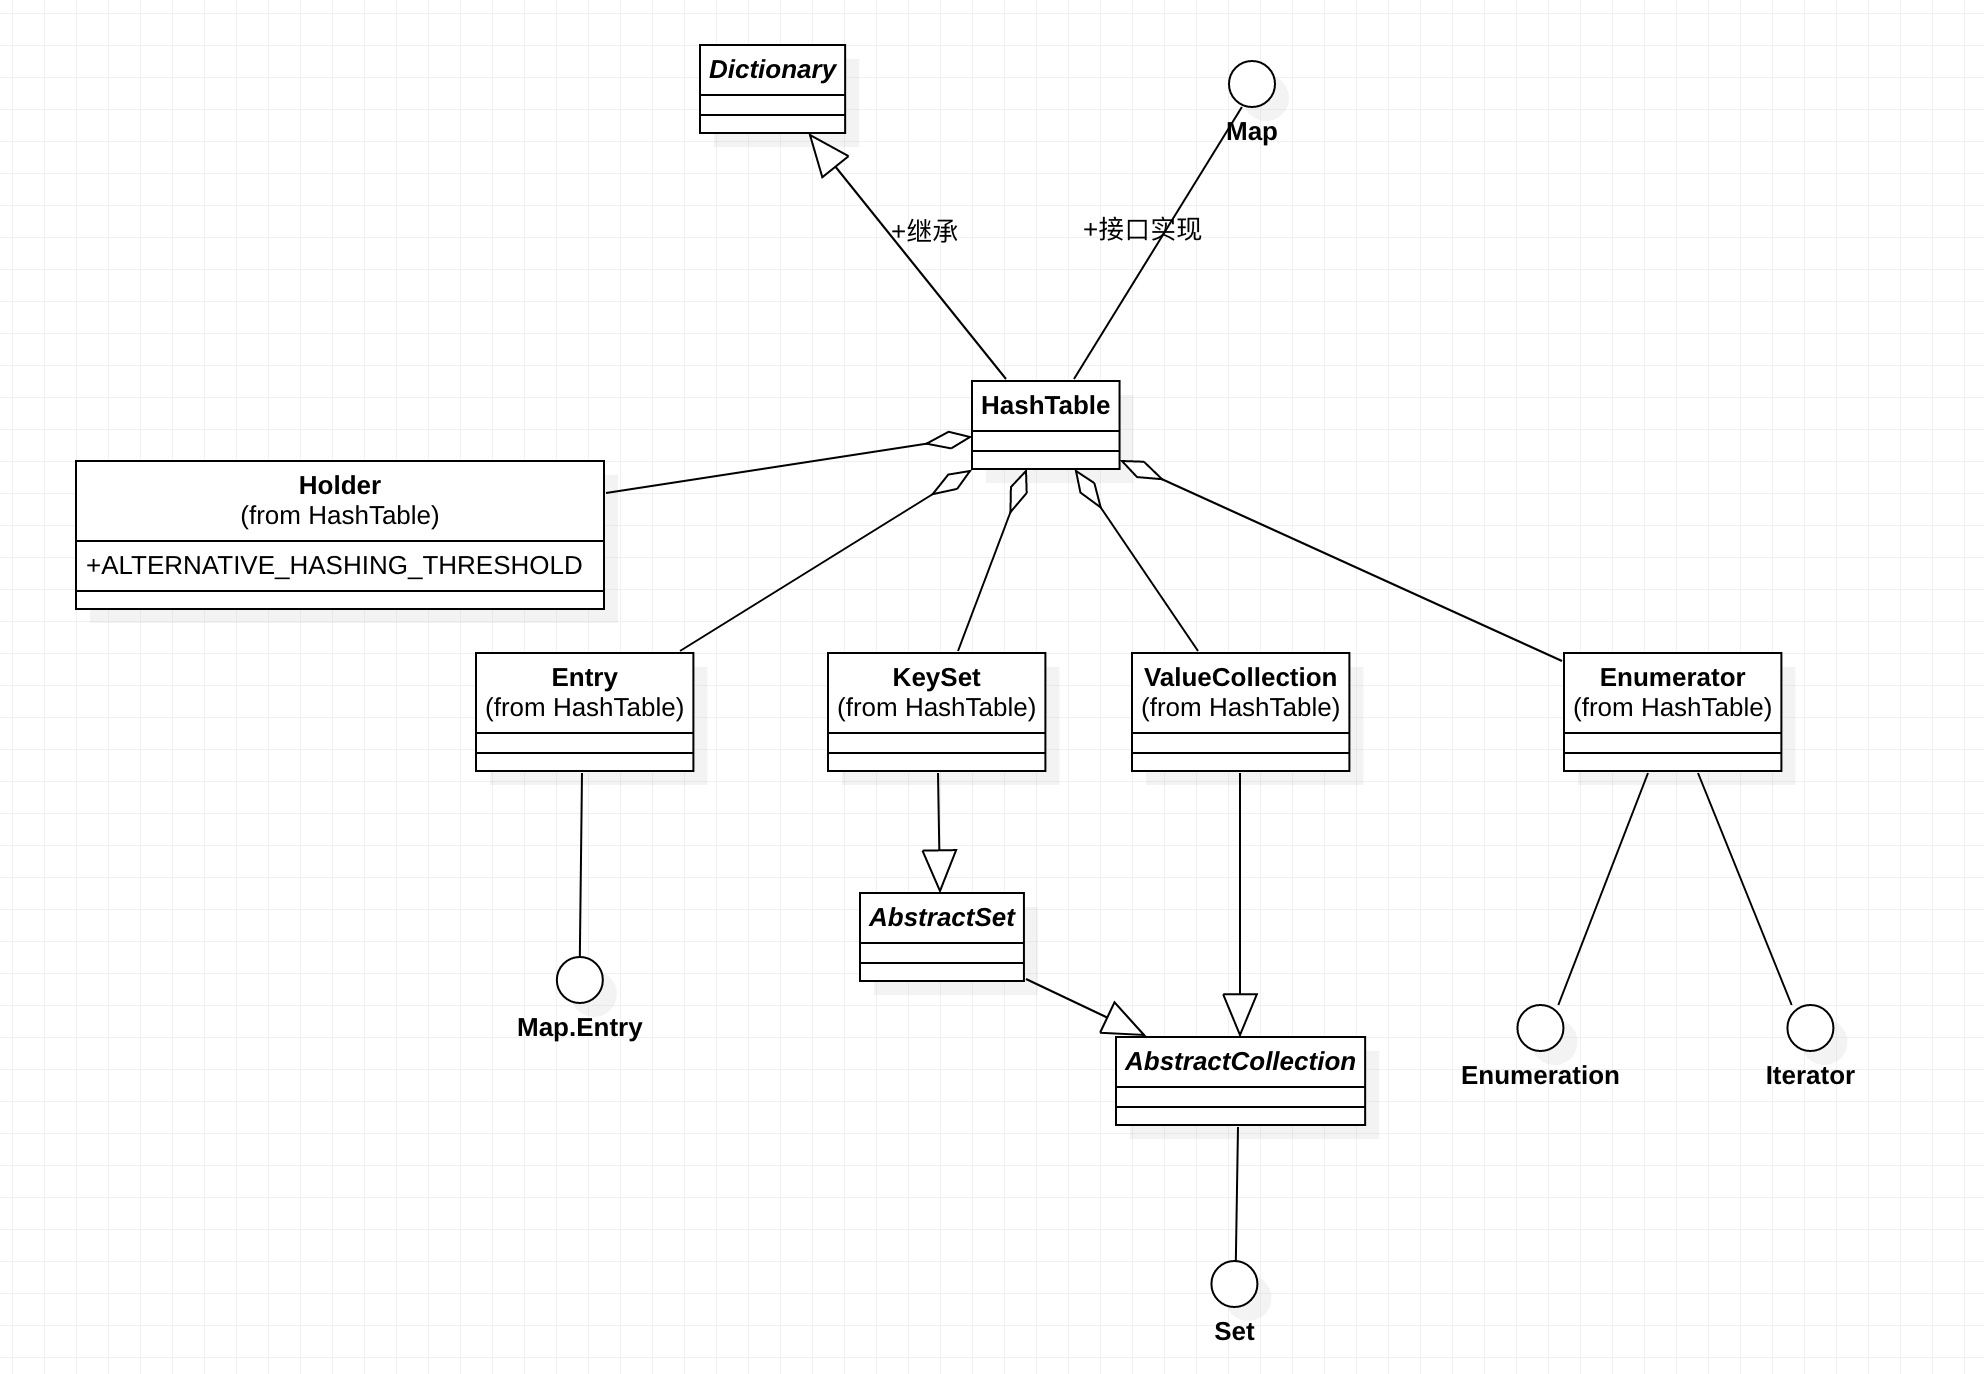 Dictionary
Map
+继承
+接口实现
HashTable
Holder
(from HashTable)
+ALTERNATIVE_HASHING_THRESHOLD
Entry
(from HashTable)
KeySet
(from HashTable)
ValueCollection
(from HashTable)
Enumerator
(from HashTable)
AbstractSet
Map.Entry
AbstractCollection
Enumeration
Iterator
Set